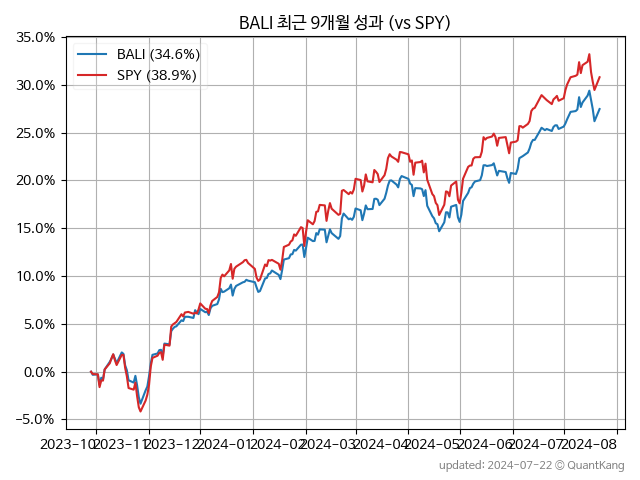 BALI 최근 9개월 성과 (vs SPY)
35.0%
BALI (34.6%)
SPY (38.9%)
30.0%
25.0%
20.0%
15.0%
10.0%
5.0%
0.0%
−5.0%
2023-10 2023-11 2023-12 2024-01 2024-02 2024-03 2024-04 2024-05 2024-06 2024-07 2024-08
updated: 2024-07-22 © QuantKang